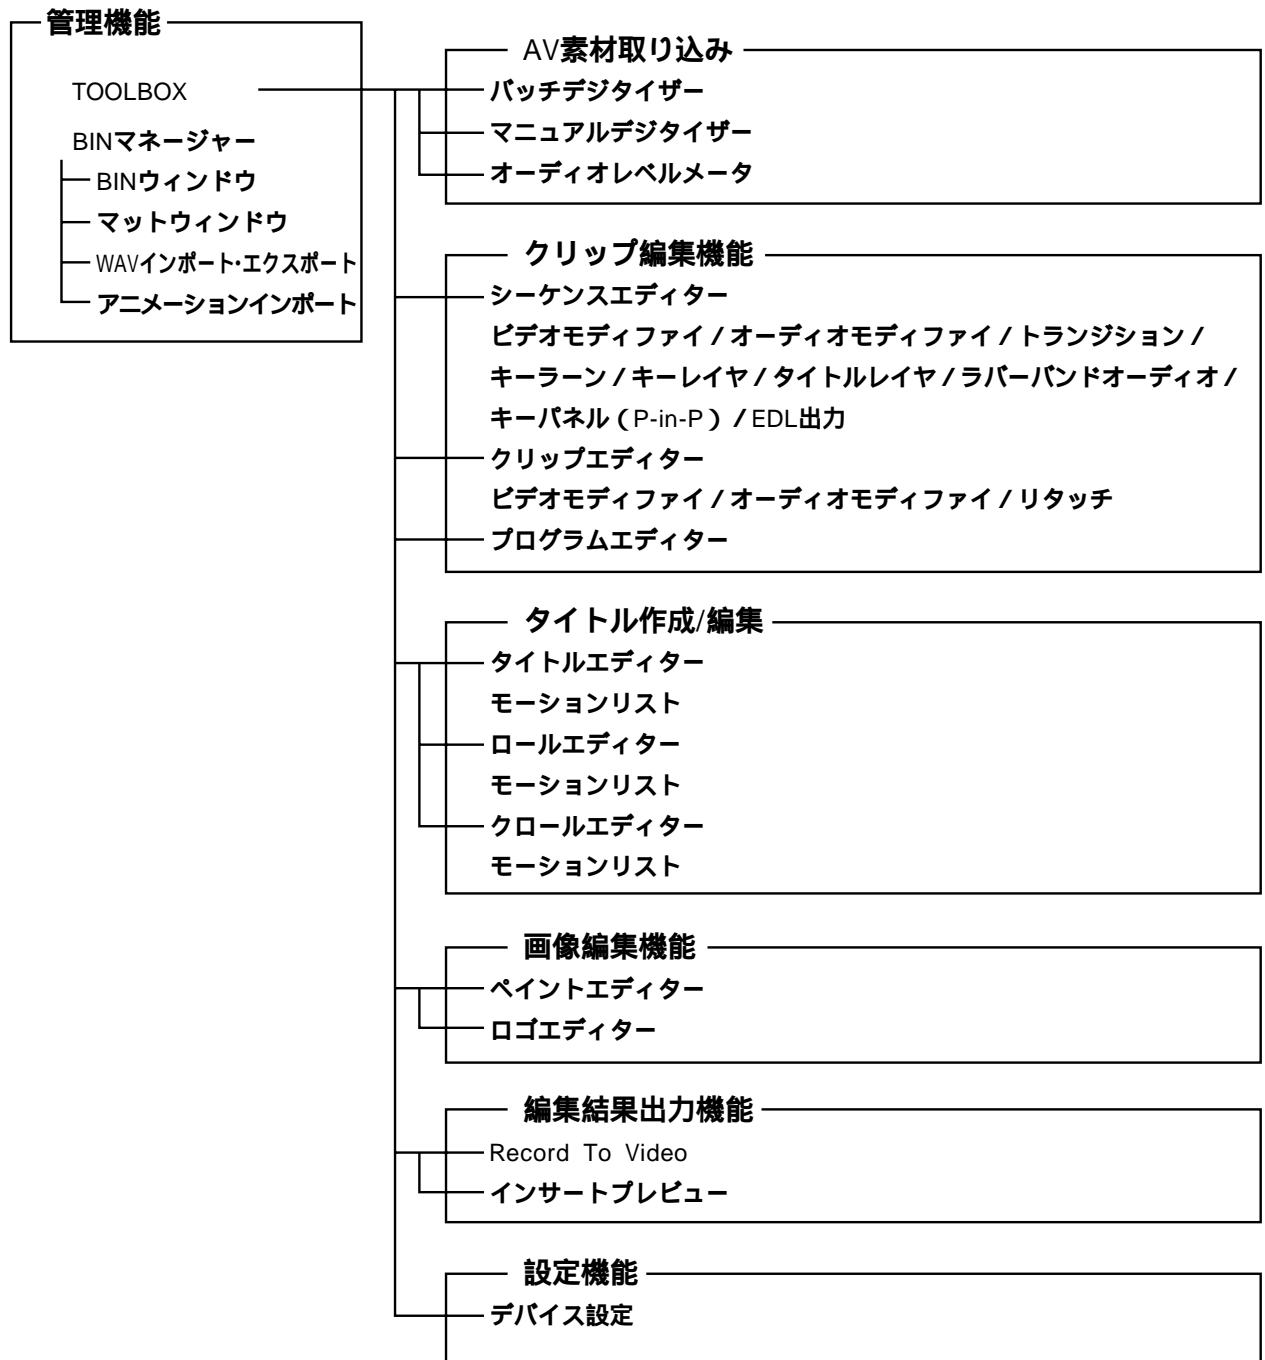 管理機能
TOOLBOX
BINマネージャー
BINウィンドウ
マットウィンドウ
WAVインポート・エクスポート
アニメーションインポート
AV素材取り込み
バッチデジタイザー
マニュアルデジタイザー
オーディオレベルメータ
クリップ編集機能
シーケンスエディター
ビデオモディファイ / オーディオモディファイ / トランジション /
キーラーン / キーレイヤ / タイトルレイヤ / ラバーバンドオーディオ /
キーパネル（P-in-P）/ EDL出力
クリップエディター
ビデオモディファイ / オーディオモディファイ / リタッチ
プログラムエディター
タイトル作成/編集
タイトルエディター
モーションリスト
ロールエディター
モーションリスト
クロールエディター
モーションリスト
画像編集機能
ペイントエディター
ロゴエディター
編集結果出力機能
Record To Video
インサートプレビュー
設定機能
デバイス設定